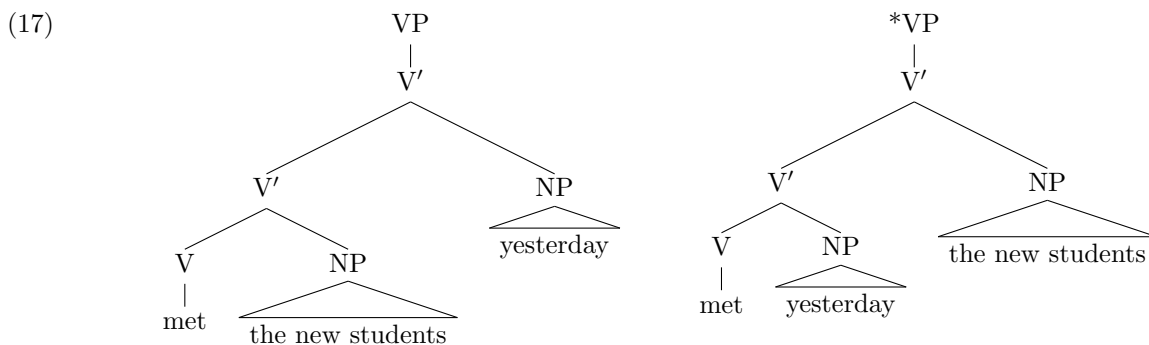 (17) VP *VP
V′ V′
V′ NP V′ NP
yesterday the new students
V NP V NP
met the new students met yesterday